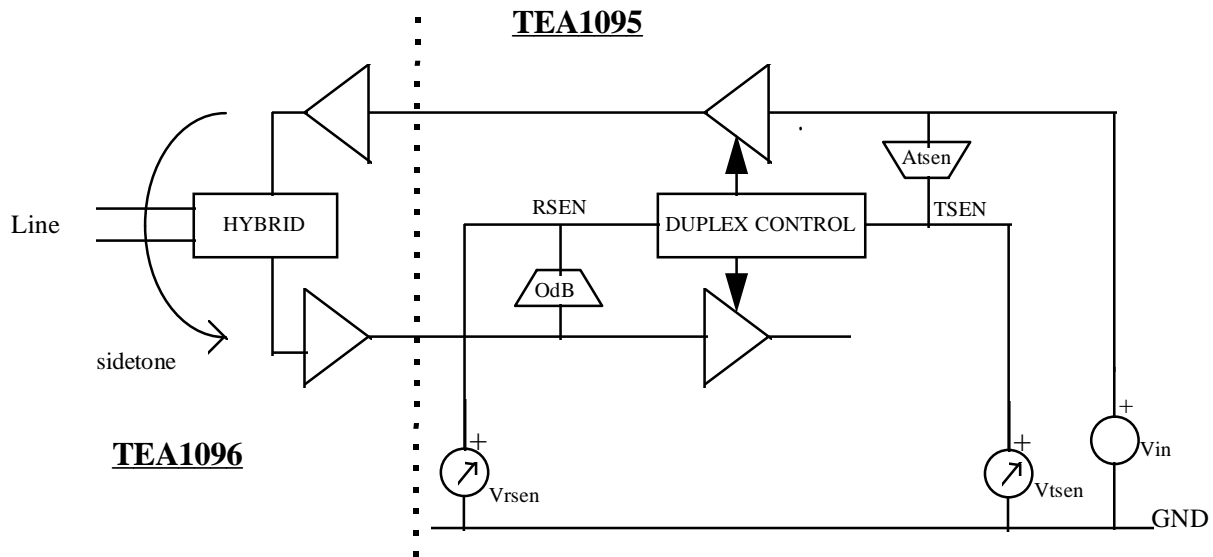 TEA1095
Atsen
Line
HYBRID
RSEN
DUPLEX CONTROL
TSEN
OdB
sidetone
TEA1096
+
Vrsen
+
Vtsen
+
Vin
GND